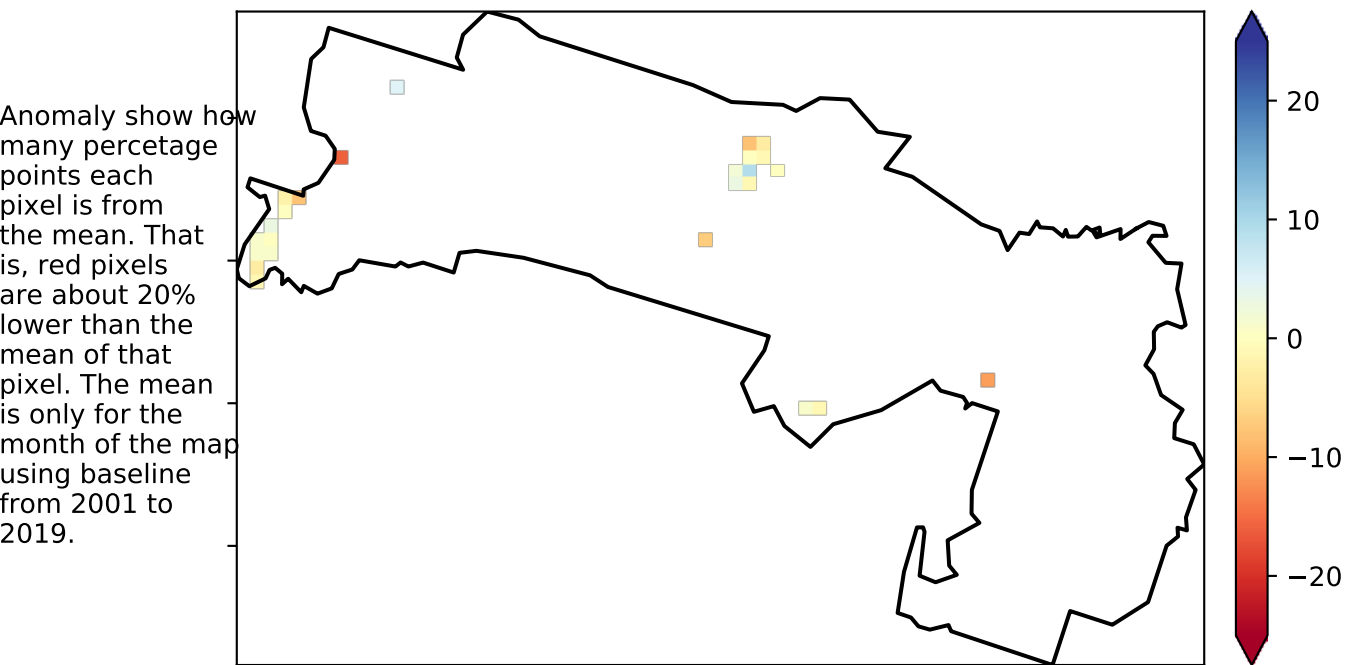 Anomaly show how
many percetage
points each
pixel is from
the mean. That
is, red pixels
are about 20%
lower than the
mean of that
pixel. The mean
is only for the
month of the map
using baseline
from 2001 to
2019.
20
10
0
−10
−20